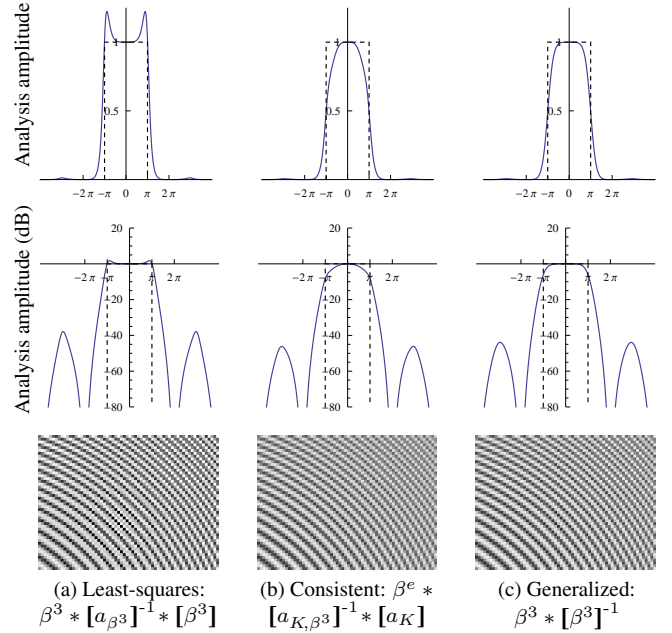 Analysis amplitude
1
0.5
−2π −π 0 π 2π
1
0.5
−2π −π 0 π 2π
1
0.5
−2π −π 0 π 2π
Analysis amplitude (dB)
20
−2π −π π 2π
−20
−40
−60
−80
20
−2π −π π 2π
−20
−40
−60
−80
20
−2π −π π 2π
−20
−40
−60
−80
(a) Least-squares:
β³ * [a_β³]⁻¹ * [β³]
(b) Consistent: βᵉ *
[a_K,β³]⁻¹ * [a_K]
(c) Generalized:
β³ * [β³]⁻¹